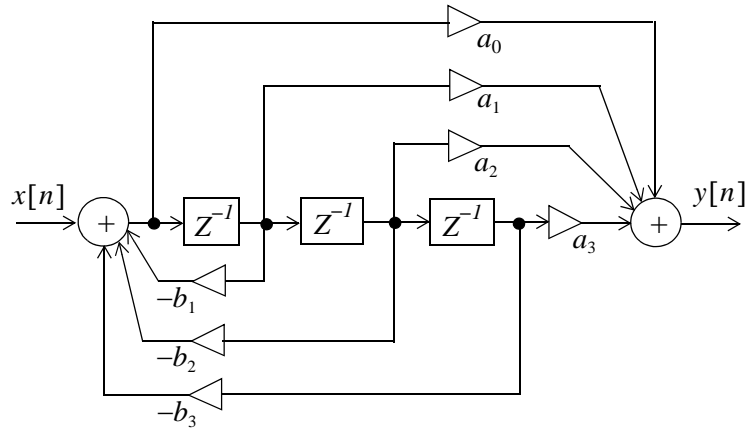 a0
a1
a2
x[n] + Z^-1 Z^-1 Z^-1 a3 + y[n]
–b1
–b2
–b3